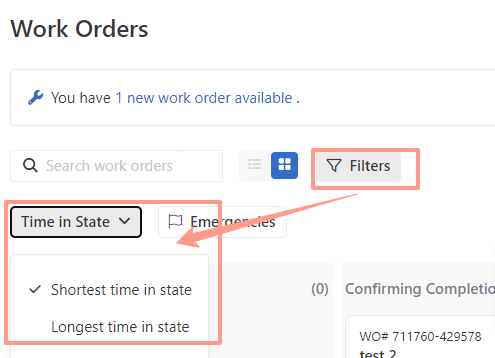 Work Orders
You have 1 new work order available .
Search work orders
Filters
Time in State
Emergencies
Shortest time in state
Longest time in state
(0)
Confirming Completio
WO# 711760-429578
test 2